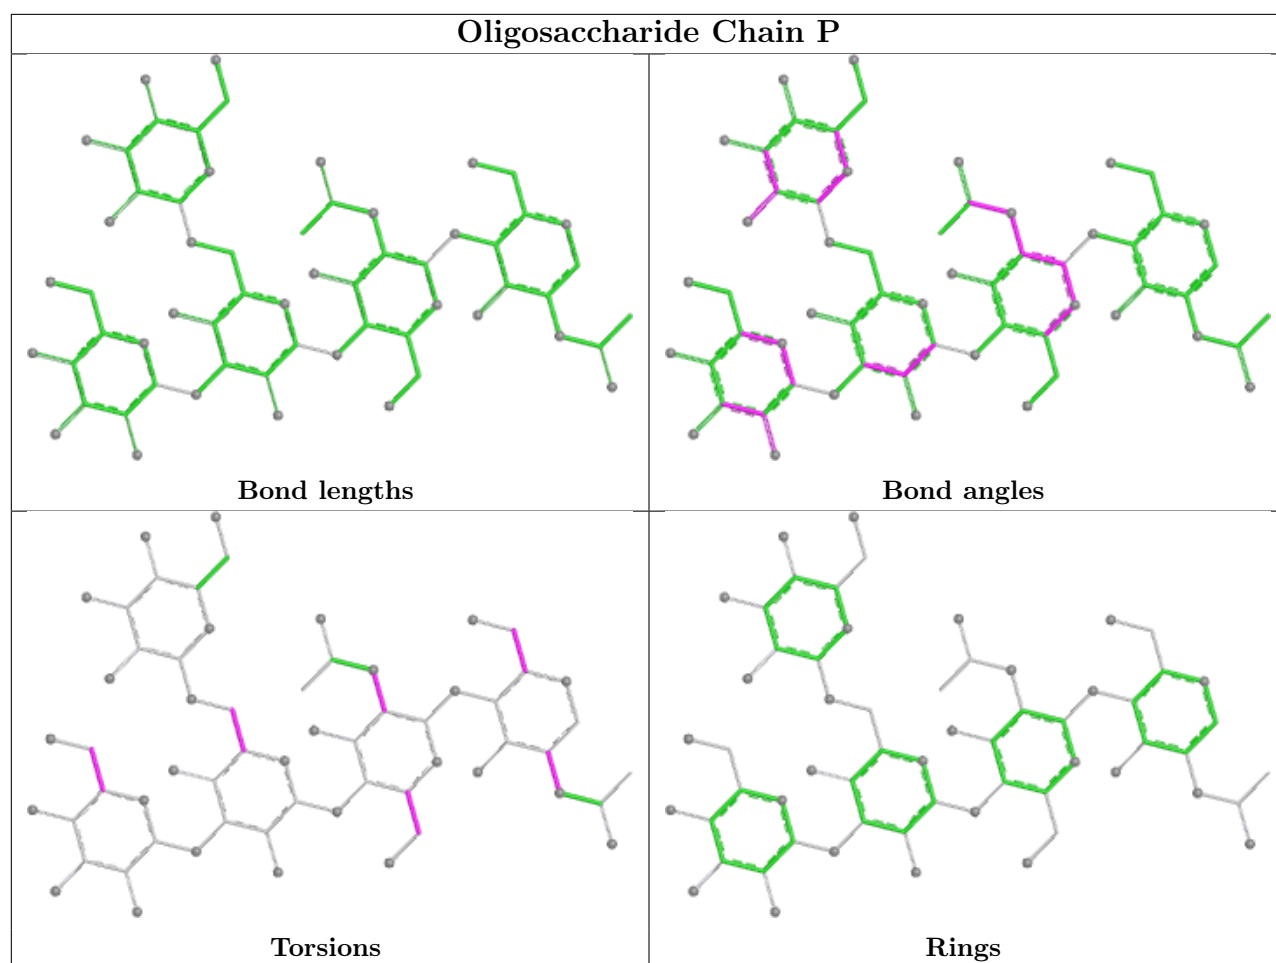 Oligosaccharide Chain P
Bond lengths
Bond angles
Torsions
Rings